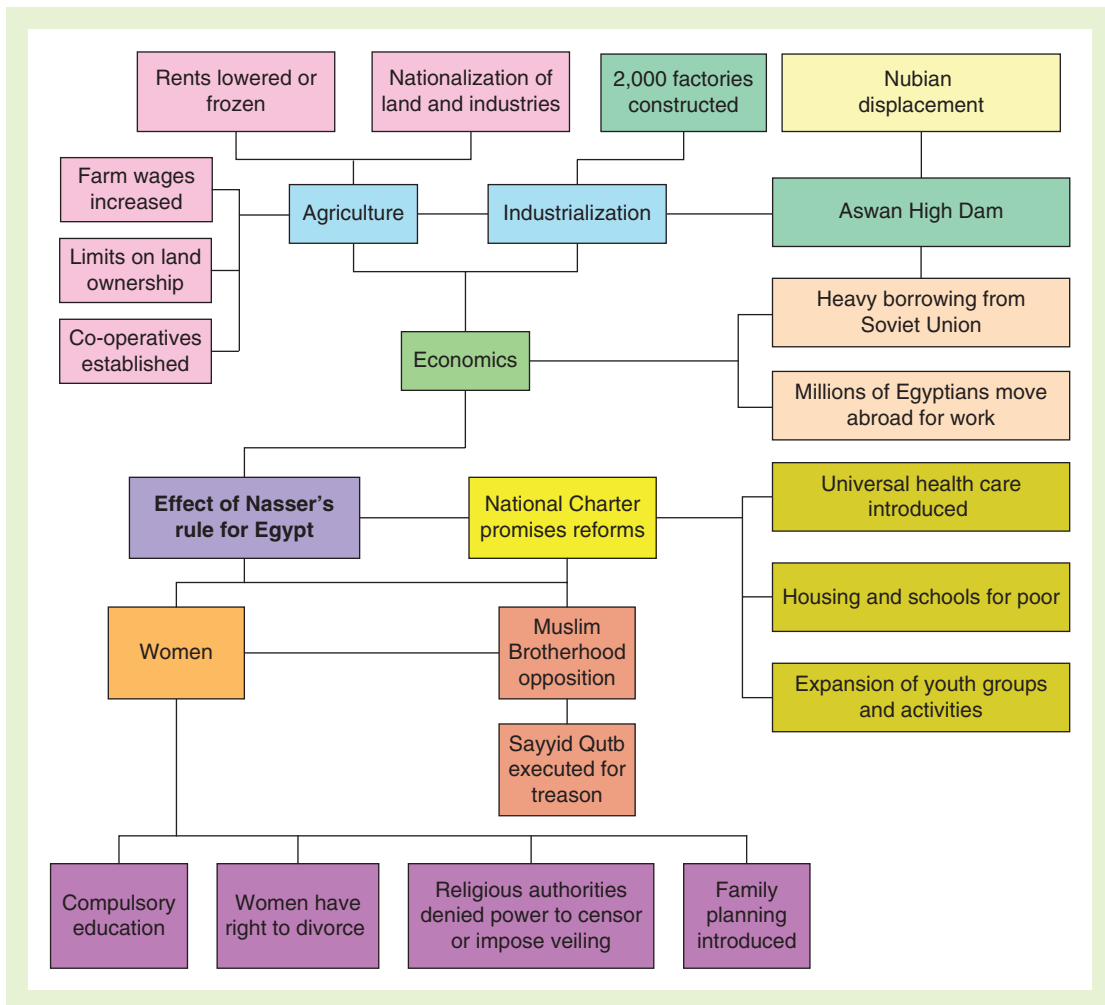 Rents lowered or
frozen
Nationalization of
land and industries
2,000 factories
constructed
Nubian
displacement
Farm wages
increased
Agriculture
Industrialization
Aswan High Dam
Limits on land
ownership
Heavy borrowing from
Soviet Union
Co-operatives
established
Economics
Millions of Egyptians move
abroad for work
Effect of Nasser's
rule for Egypt
National Charter
promises reforms
Universal health care
introduced
Housing and schools for poor
Women
Muslim
Brotherhood
opposition
Expansion of youth groups
and activities
Sayyid Qutb
executed for
treason
Compulsory
education
Women have
right to divorce
Religious authorities
denied power to censor
or impose veiling
Family
planning
introduced